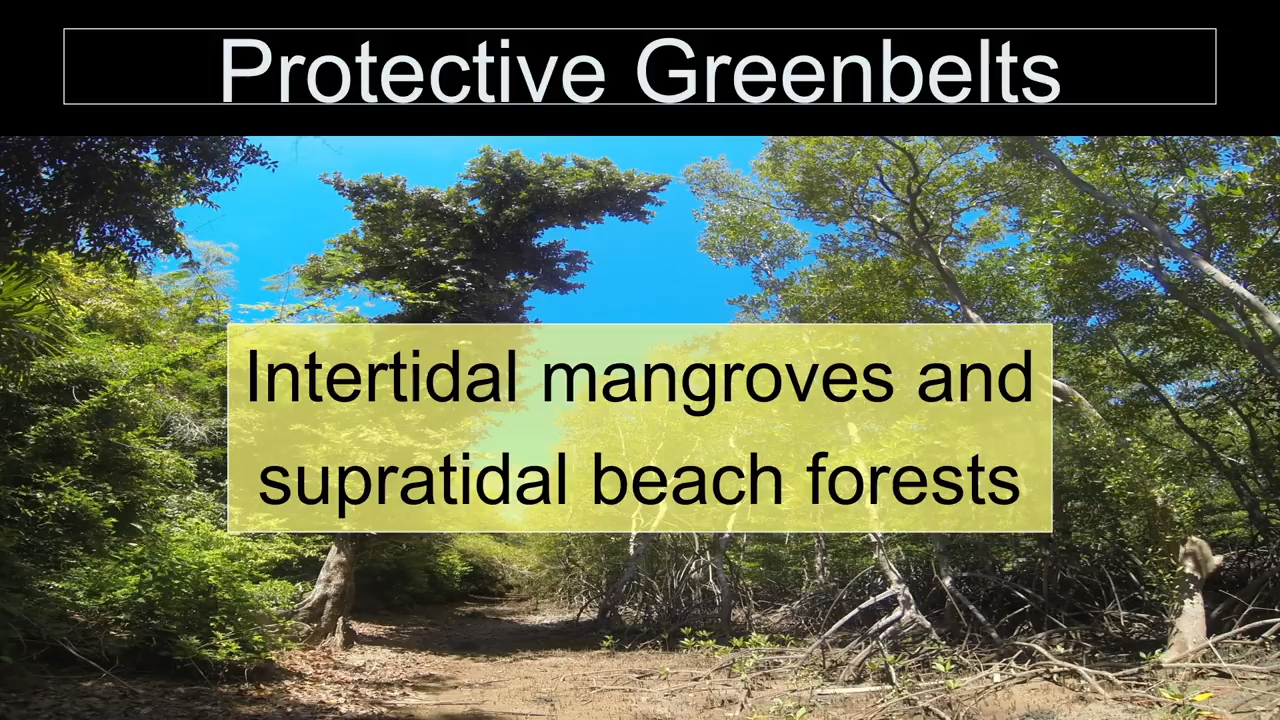 Protective Greenbelts
Intertidal mangroves and
supratidal beach forests